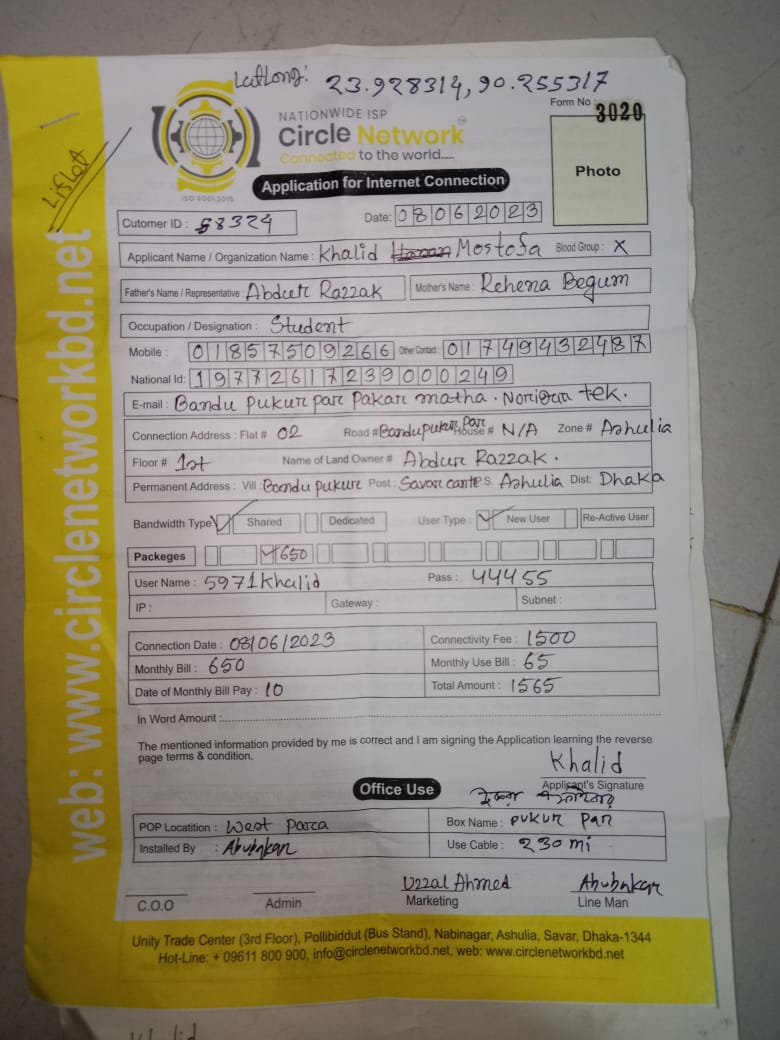 LatLong: 23.928314, 90.255317
NATIONWIDE ISP
Form No : 3020
Circle Network
Connected to the world.....
Photo
ISO 9001:2015
Application for Internet Connection
Cutomer ID : 58324 Date: 08062023
Applicant Name / Organization Name : Khalid Mostofa Blood Group : X
Father's Name / Representative Abdur Razzak Mother's Name : Rehena Begum
Occupation / Designation : Student
Mobile : 01857509266 Other Contact: 01749432487
National Id: 19772617239000249
E-mail : Bandu pukur par Pakar matha. tek.
Connection Address : Flat # 02 Road # Bandupukur Par House # N/A Zone # Ashulia
Floor # 1st Name of Land Owner # Abdur Razzak.
Permanent Address : Vill: Bandu pukur Post: Savar cant P.S. Ashulia Dist: Dhaka
Bandwidth Type Shared Dedicated User Type : New User Re-Active User
Packeges 650
User Name : 5971khalid Pass : 44455
IP : Gateway : Subnet :
Connection Date : 08/06/2023 Connectivity Fee : 1500
Monthly Bill : 650 Monthly Use Bill : 65
Date of Monthly Bill Pay : 10 Total Amount : 1565
In Word Amount :
The mentioned information provided by me is correct and I am signing the Application learning the reverse
page terms & condition.
Khalid
Applicant's Signature
Office Use
POP Locatition : West Para Box Name : pukur par
Installed By : Abubakar Use Cable : 230 mi
Uzzal Ahmed Abubakar
C.O.O Admin Marketing Line Man
Unity Trade Center (3rd Floor), Pollibiddut (Bus Stand), Nabinagar, Ashulia, Savar, Dhaka-1344
Hot-Line: + 09611 800 900, info@circlenetworkbd.net, web: www.circlenetworkbd.net
web: www.circlenetworkbd.net
Khalid